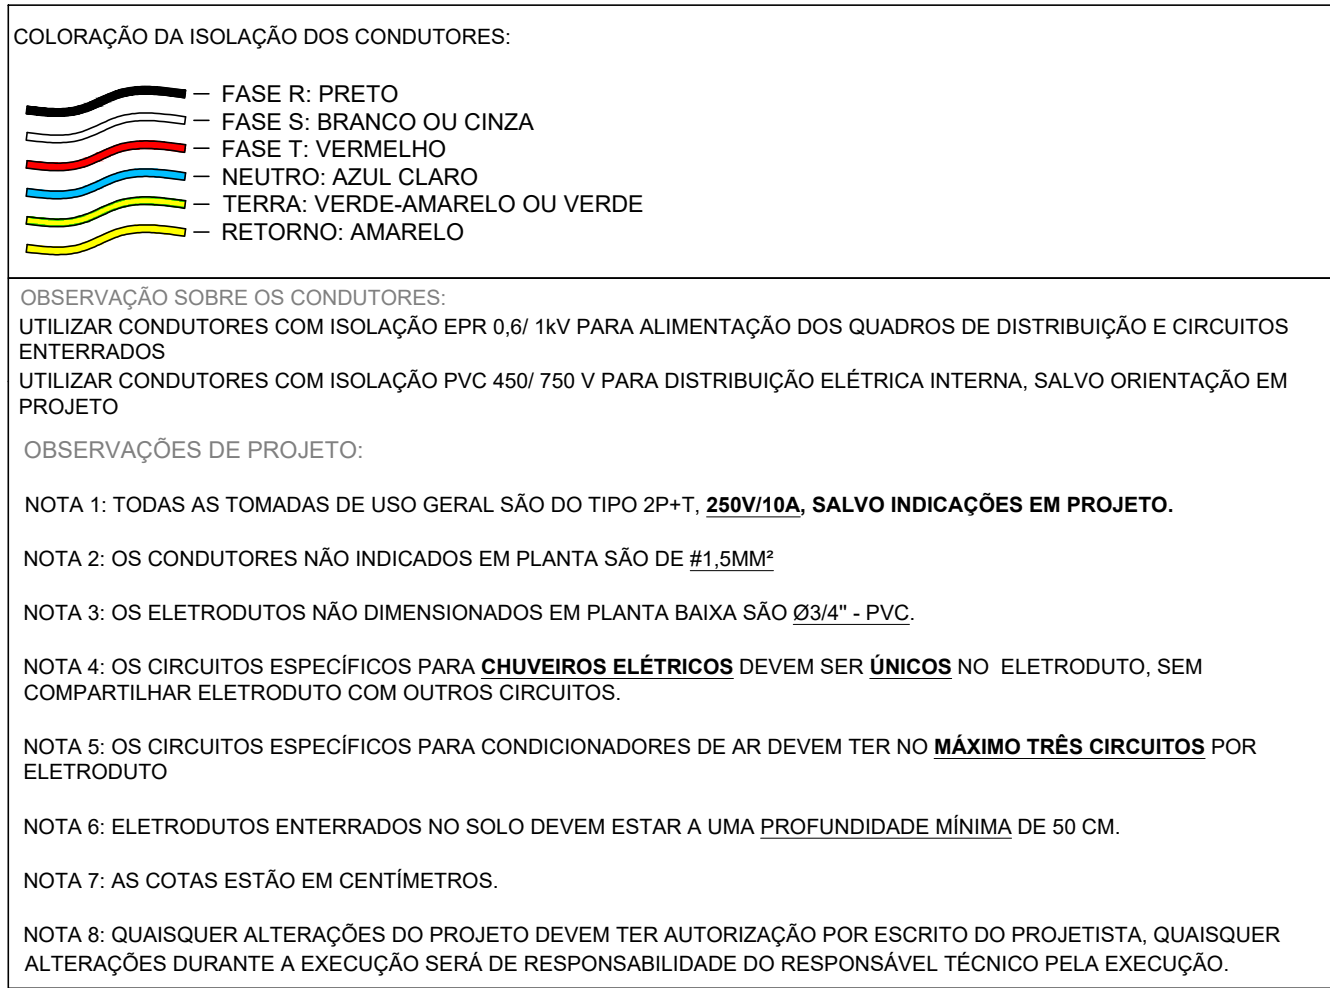 COLORAÇÃO DA ISOLAÇÃO DOS CONDUTORES:
FASE R: PRETO
FASE S: BRANCO OU CINZA
FASE T: VERMELHO
NEUTRO: AZUL CLARO
TERRA: VERDE-AMARELO OU VERDE
RETORNO: AMARELO
OBSERVAÇÃO SOBRE OS CONDUTORES:
UTILIZAR CONDUTORES COM ISOLAÇÃO EPR 0,6/ 1kV PARA ALIMENTAÇÃO DOS QUADROS DE DISTRIBUIÇÃO E CIRCUITOS
ENTERRADOS
UTILIZAR CONDUTORES COM ISOLAÇÃO PVC 450/ 750 V PARA DISTRIBUIÇÃO ELÉTRICA INTERNA, SALVO ORIENTAÇÃO EM
PROJETO
OBSERVAÇÕES DE PROJETO:
NOTA 1: TODAS AS TOMADAS DE USO GERAL SÃO DO TIPO 2P+T, 250V/10A, SALVO INDICAÇÕES EM PROJETO.
NOTA 2: OS CONDUTORES NÃO INDICADOS EM PLANTA SÃO DE #1,5MM²
NOTA 3: OS ELETRODUTOS NÃO DIMENSIONADOS EM PLANTA BAIXA SÃO Ø3/4" - PVC.
NOTA 4: OS CIRCUITOS ESPECÍFICOS PARA CHUVEIROS ELÉTRICOS DEVEM SER ÚNICOS NO ELETRODUTO, SEM
COMPARTILHAR ELETRODUTO COM OUTROS CIRCUITOS.
NOTA 5: OS CIRCUITOS ESPECÍFICOS PARA CONDICIONADORES DE AR DEVEM TER NO MÁXIMO TRÊS CIRCUITOS POR
ELETRODUTO
NOTA 6: ELETRODUTOS ENTERRADOS NO SOLO DEVEM ESTAR A UMA PROFUNDIDADE MÍNIMA DE 50 CM.
NOTA 7: AS COTAS ESTÃO EM CENTÍMETROS.
NOTA 8: QUAISQUER ALTERAÇÕES DO PROJETO DEVEM TER AUTORIZAÇÃO POR ESCRITO DO PROJETISTA, QUAISQUER
ALTERAÇÕES DURANTE A EXECUÇÃO SERÁ DE RESPONSABILIDADE DO RESPONSÁVEL TÉCNICO PELA EXECUÇÃO.